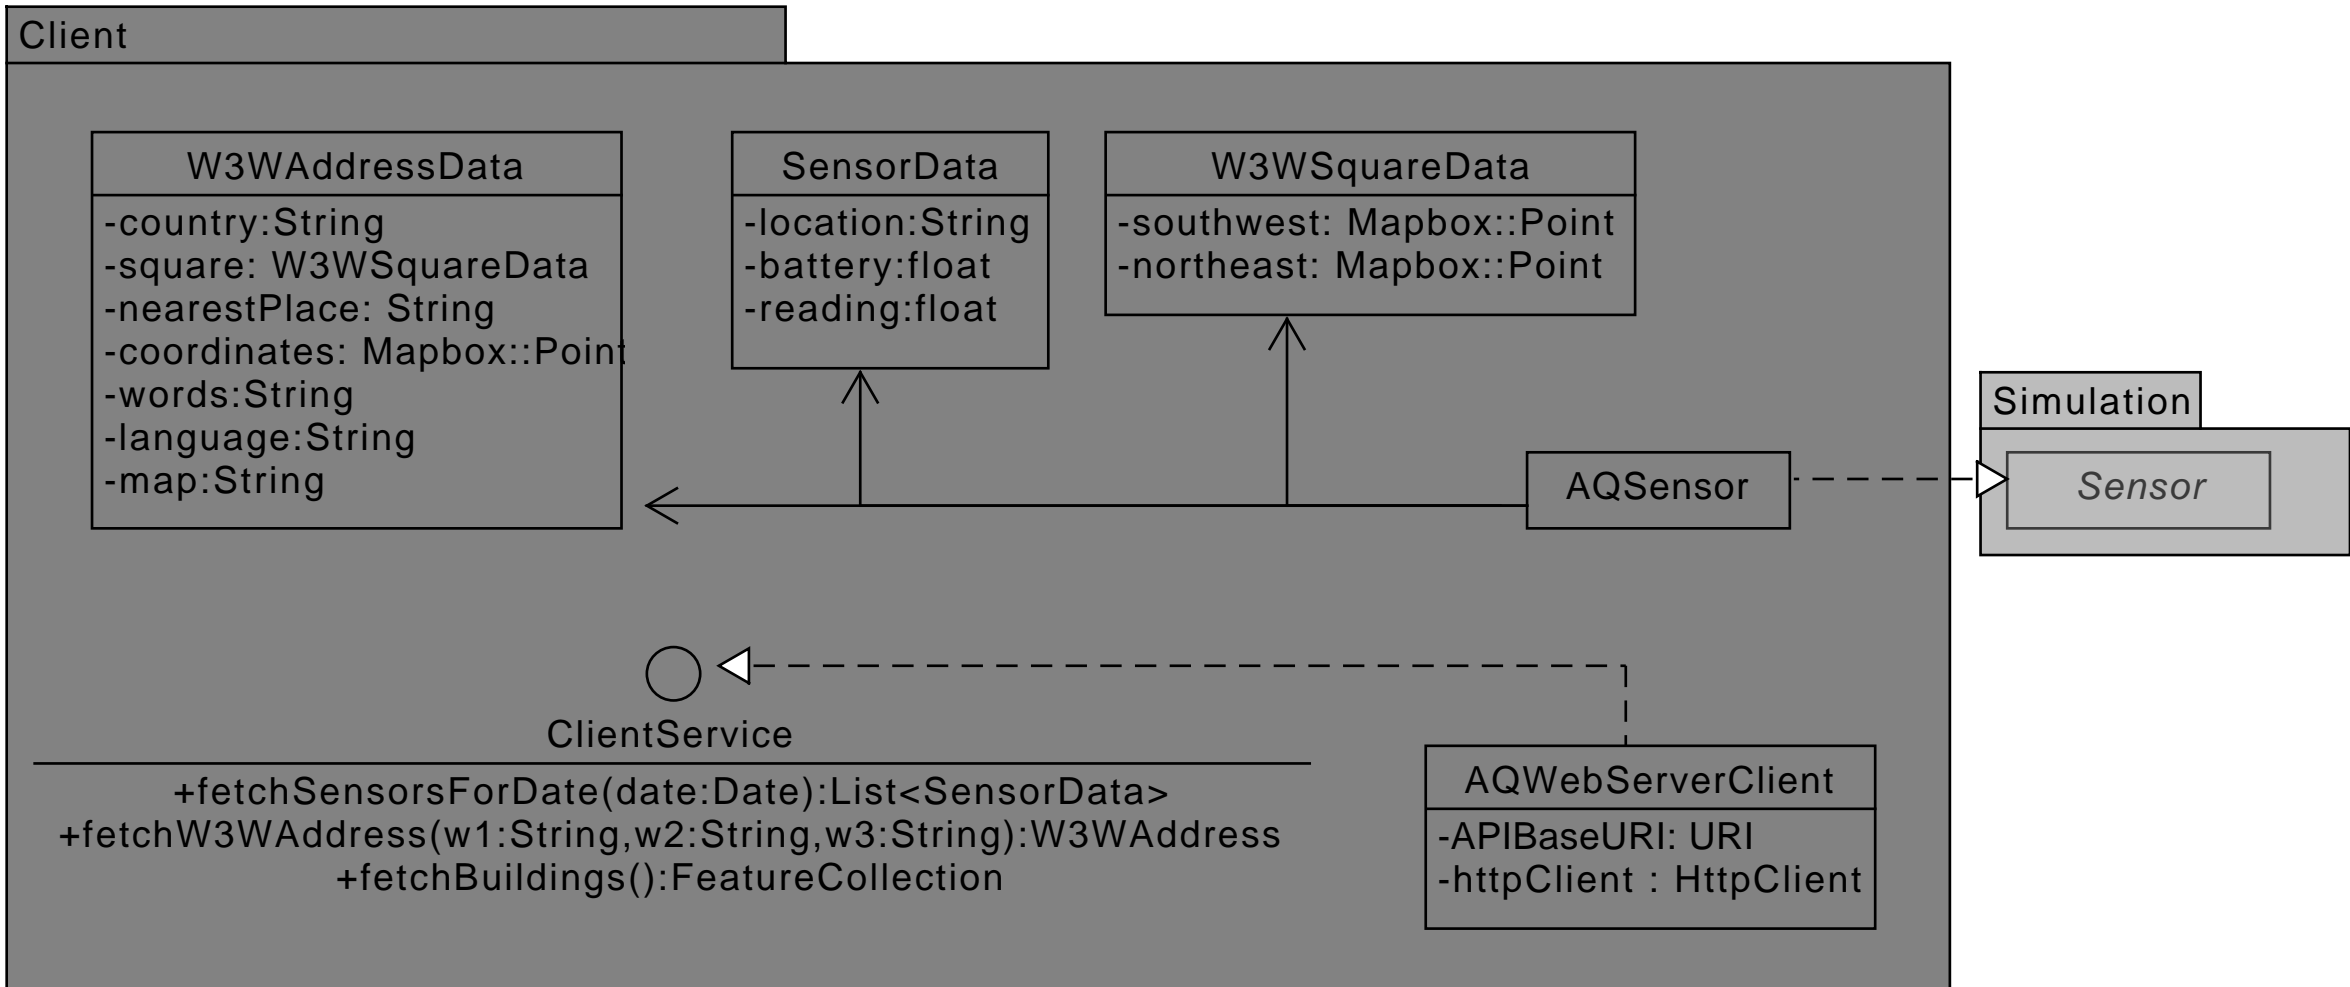 Client
W3WAddressData
-country:String
-square: W3WSquareData
-nearestPlace: String
-coordinates: Mapbox::Point
-words:String
-language:String
-map:String
SensorData
-location:String
-battery:float
-reading:float
W3WSquareData
-southwest: Mapbox::Point
-northeast: Mapbox::Point
AQSensor
Simulation
Sensor
ClientService
+fetchSensorsForDate(date:Date):List<SensorData>
+fetchW3WAddress(w1:String,w2:String,w3:String):W3WAddress
+fetchBuildings():FeatureCollection
AQWebServerClient
-APIBaseURI: URI
-httpClient : HttpClient